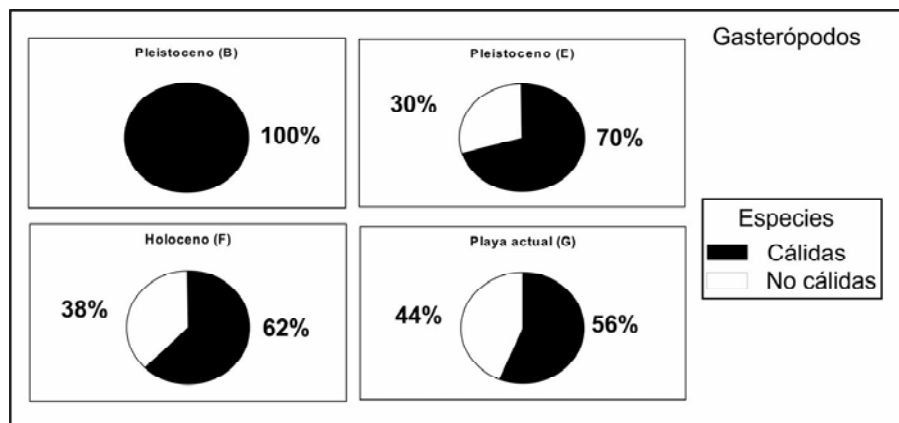 Gasterópodos
Pleistoceno (B)
100%
Pleistoceno (E)
30%
70%
Holoceno (F)
38%
62%
Playa actual (G)
44%
56%
Especies
Cálidas
No cálidas